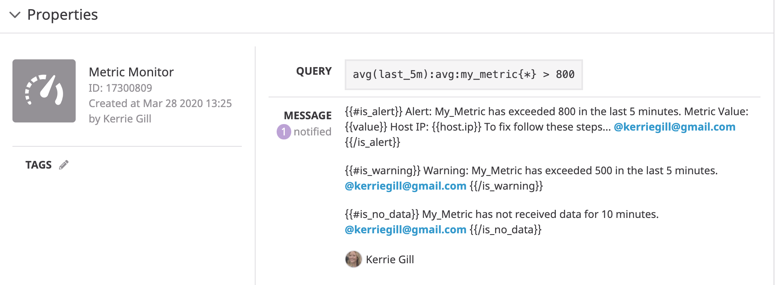 Properties
Metric Monitor
ID: 17300809
Created at Mar 28 2020 13:25
by Kerrie Gill
TAGS
QUERY
avg(last_5m):avg:my_metric{*} > 800
MESSAGE
1 notified
{{#is_alert}} Alert: My_Metric has exceeded 800 in the last 5 minutes. Metric Value:
{{value}} Host IP: {{host.ip}} To fix follow these steps... @kerriegill@gmail.com
{{/is_alert}}
{{#is_warning}} Warning: My_Metric has exceeded 500 in the last 5 minutes.
@kerriegill@gmail.com {{/is_warning}}
{{#is_no_data}} My_Metric has not received data for 10 minutes.
@kerriegill@gmail.com {{/is_no_data}}
Kerrie Gill